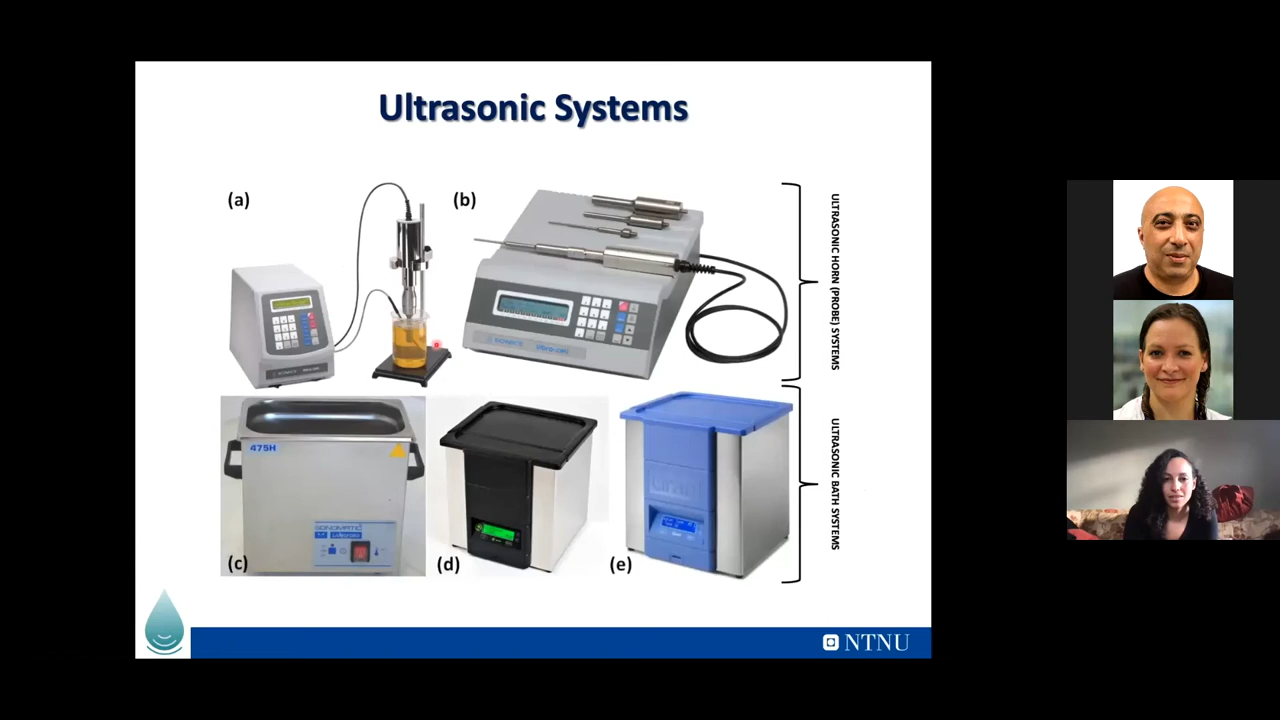 Ultrasonic Systems
(a)
(b)
ULTRASONIC HORN (PROBE) SYSTEMS
475H
(c)
(d)
(e)
ULTRASONIC BATH SYSTEMS
NTNU